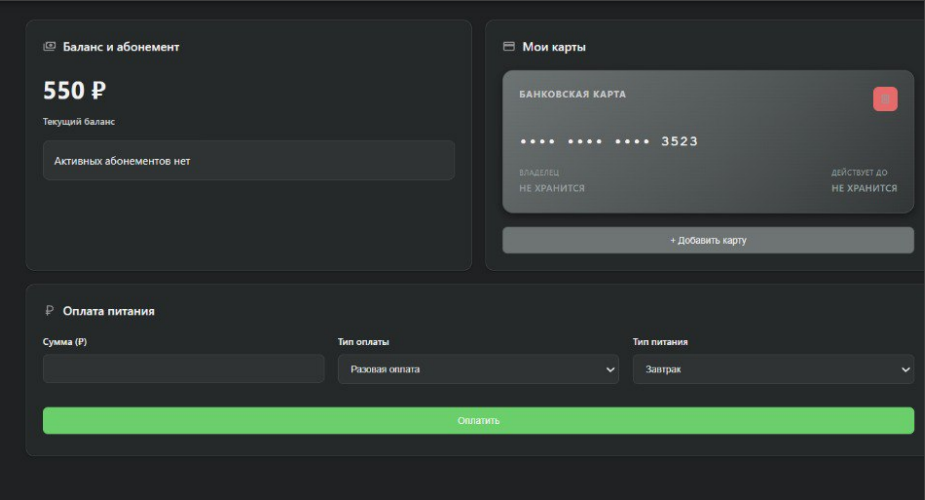 Баланс и абонемент
550 ₽
Текущий баланс
Активных абонементов нет
Мои карты
БАНКОВСКАЯ КАРТА
•••• •••• •••• 3523
ВЛАДЕЛЕЦ
НЕ ХРАНИТСЯ
ДЕЙСТВУЕТ ДО
НЕ ХРАНИТСЯ
+ Добавить карту
₽ Оплата питания
Сумма (₽)
Тип оплаты
Разовая оплата
Тип питания
Завтрак
Оплатить